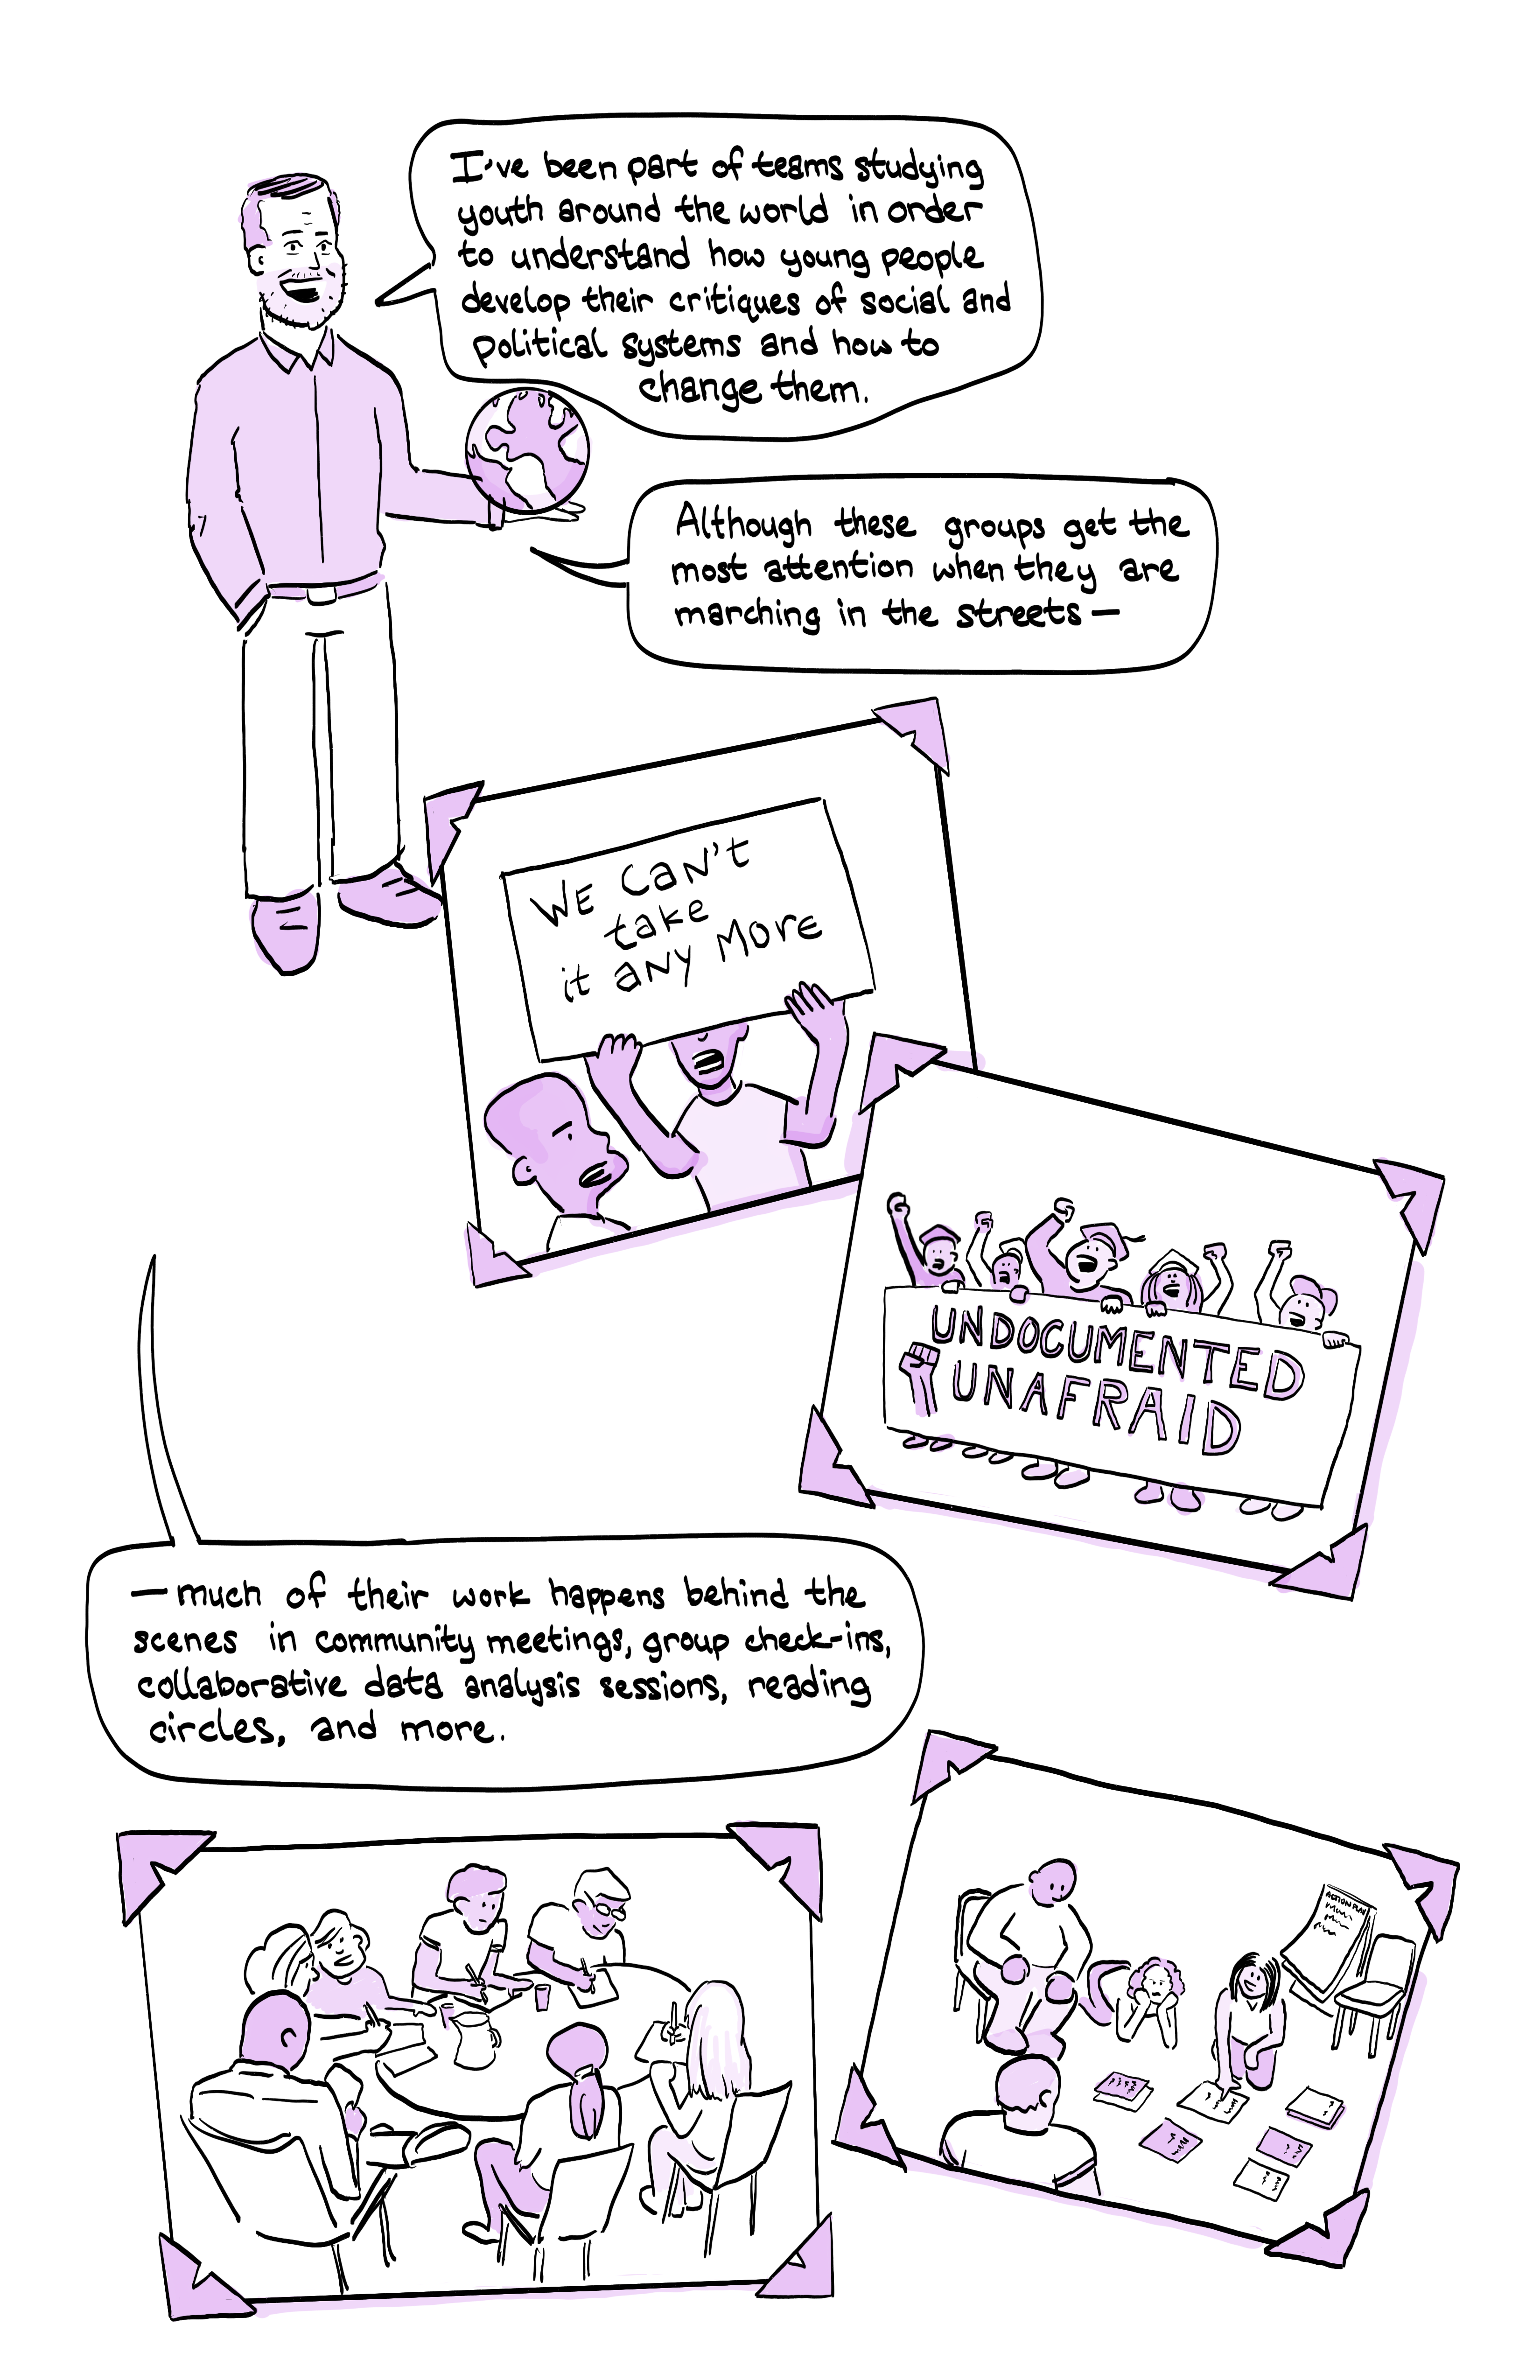 I've been part of teams studying
youth around the world in order
to understand how young people
develop their critiques of social and
political systems and how to
change them.
Although these groups get the
most attention when they are
marching in the streets —
WE CAN't
take
it ANY MORE
UNDOCUMENTED
UNAFRAID
— much of their work happens behind the
scenes in community meetings, group check-ins,
collaborative data analysis sessions, reading
circles, and more.
ACTION PLAN